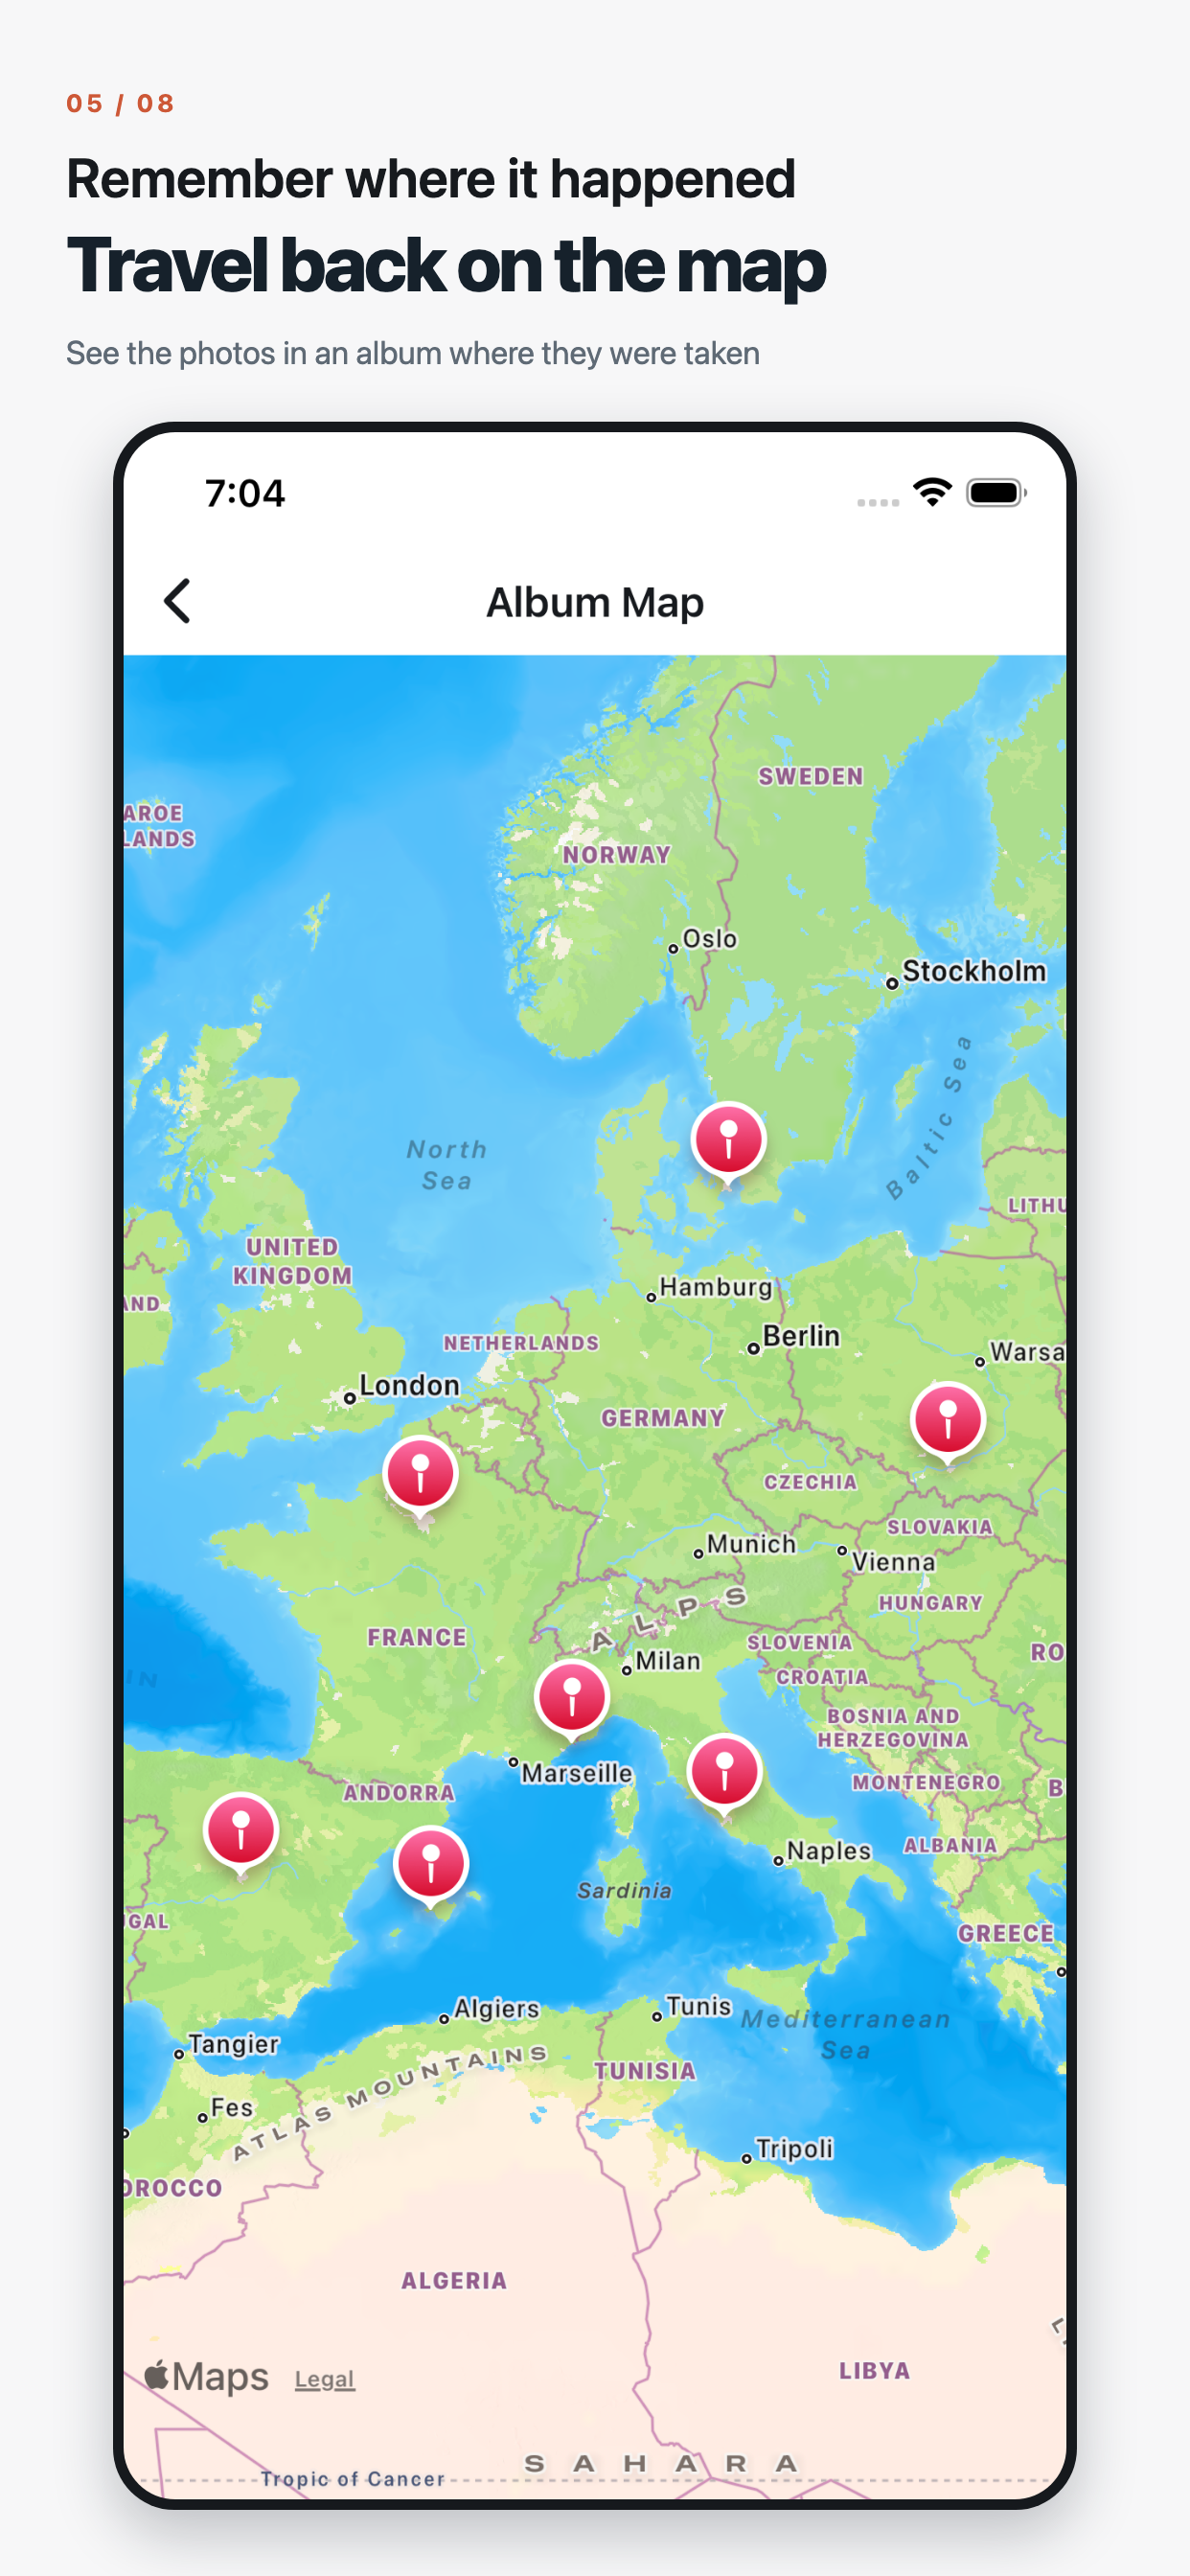 05 / 08
Remember where it happened
Travel back on the map
See the photos in an album where they were taken
7:04
Album Map
SWEDEN
AROE
LANDS
NORWAY
Oslo
Stockholm
Baltic Sea
North
Sea
LITHU
UNITED
KINGDOM
Hamburg
AND
NETHERLANDS
Berlin
Warsa
London
GERMANY
CZECHIA
SLOVAKIA
Munich
Vienna
ALPS
HUNGARY
FRANCE
SLOVENIA
RO
Milan
CROATIA
IN
BOSNIA AND
HERZEGOVINA
Marseille
MONTENEGRO
B
ANDORRA
ALBANIA
Naples
Sardinia
UGAL
GREECE
Algiers
Tunis
Mediterranean
Sea
Tangier
ATLAS MOUNTAINS
TUNISIA
Fes
Tripoli
OROCCO
ALGERIA
LIBYA
Maps
Legal
SAHARA
Tropic of Cancer